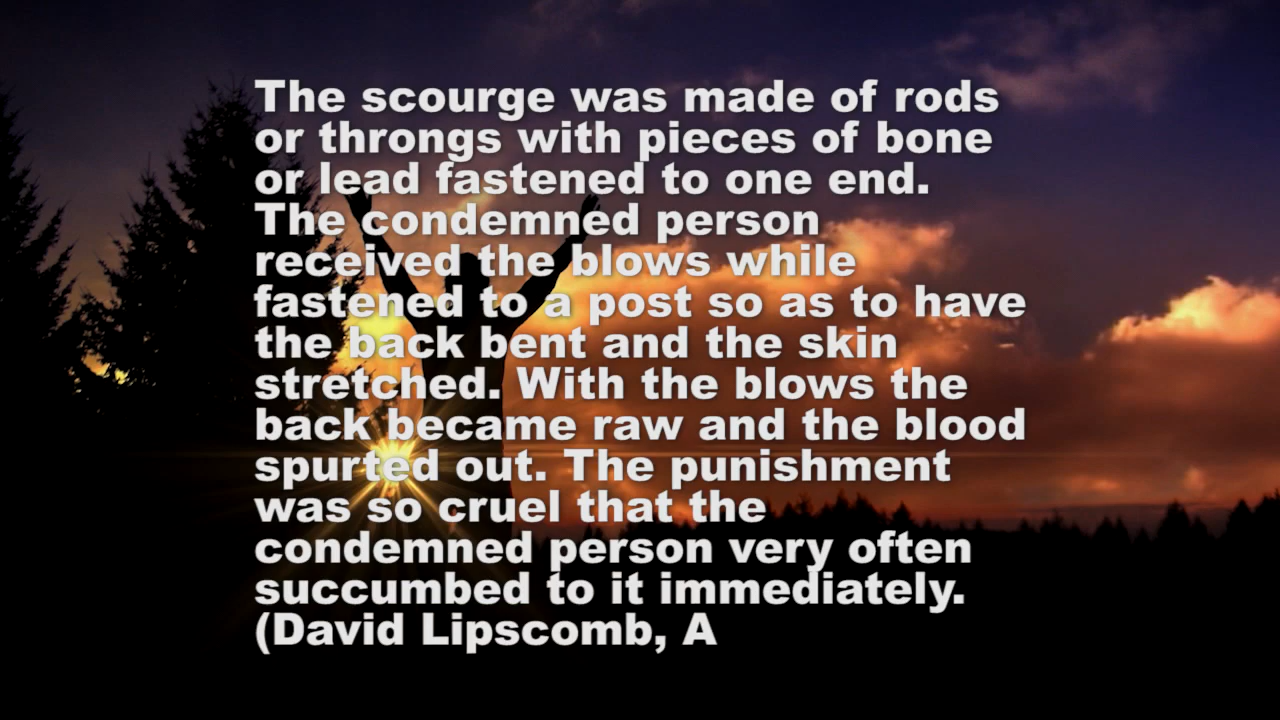 The scourge was made of rods
or throngs with pieces of bone
or lead fastened to one end.
The condemned person
received the blows while
fastened to a post so as to have
the back bent and the skin
stretched. With the blows the
back became raw and the blood
spurted out. The punishment
was so cruel that the
condemned person very often
succumbed to it immediately.
(David Lipscomb, A